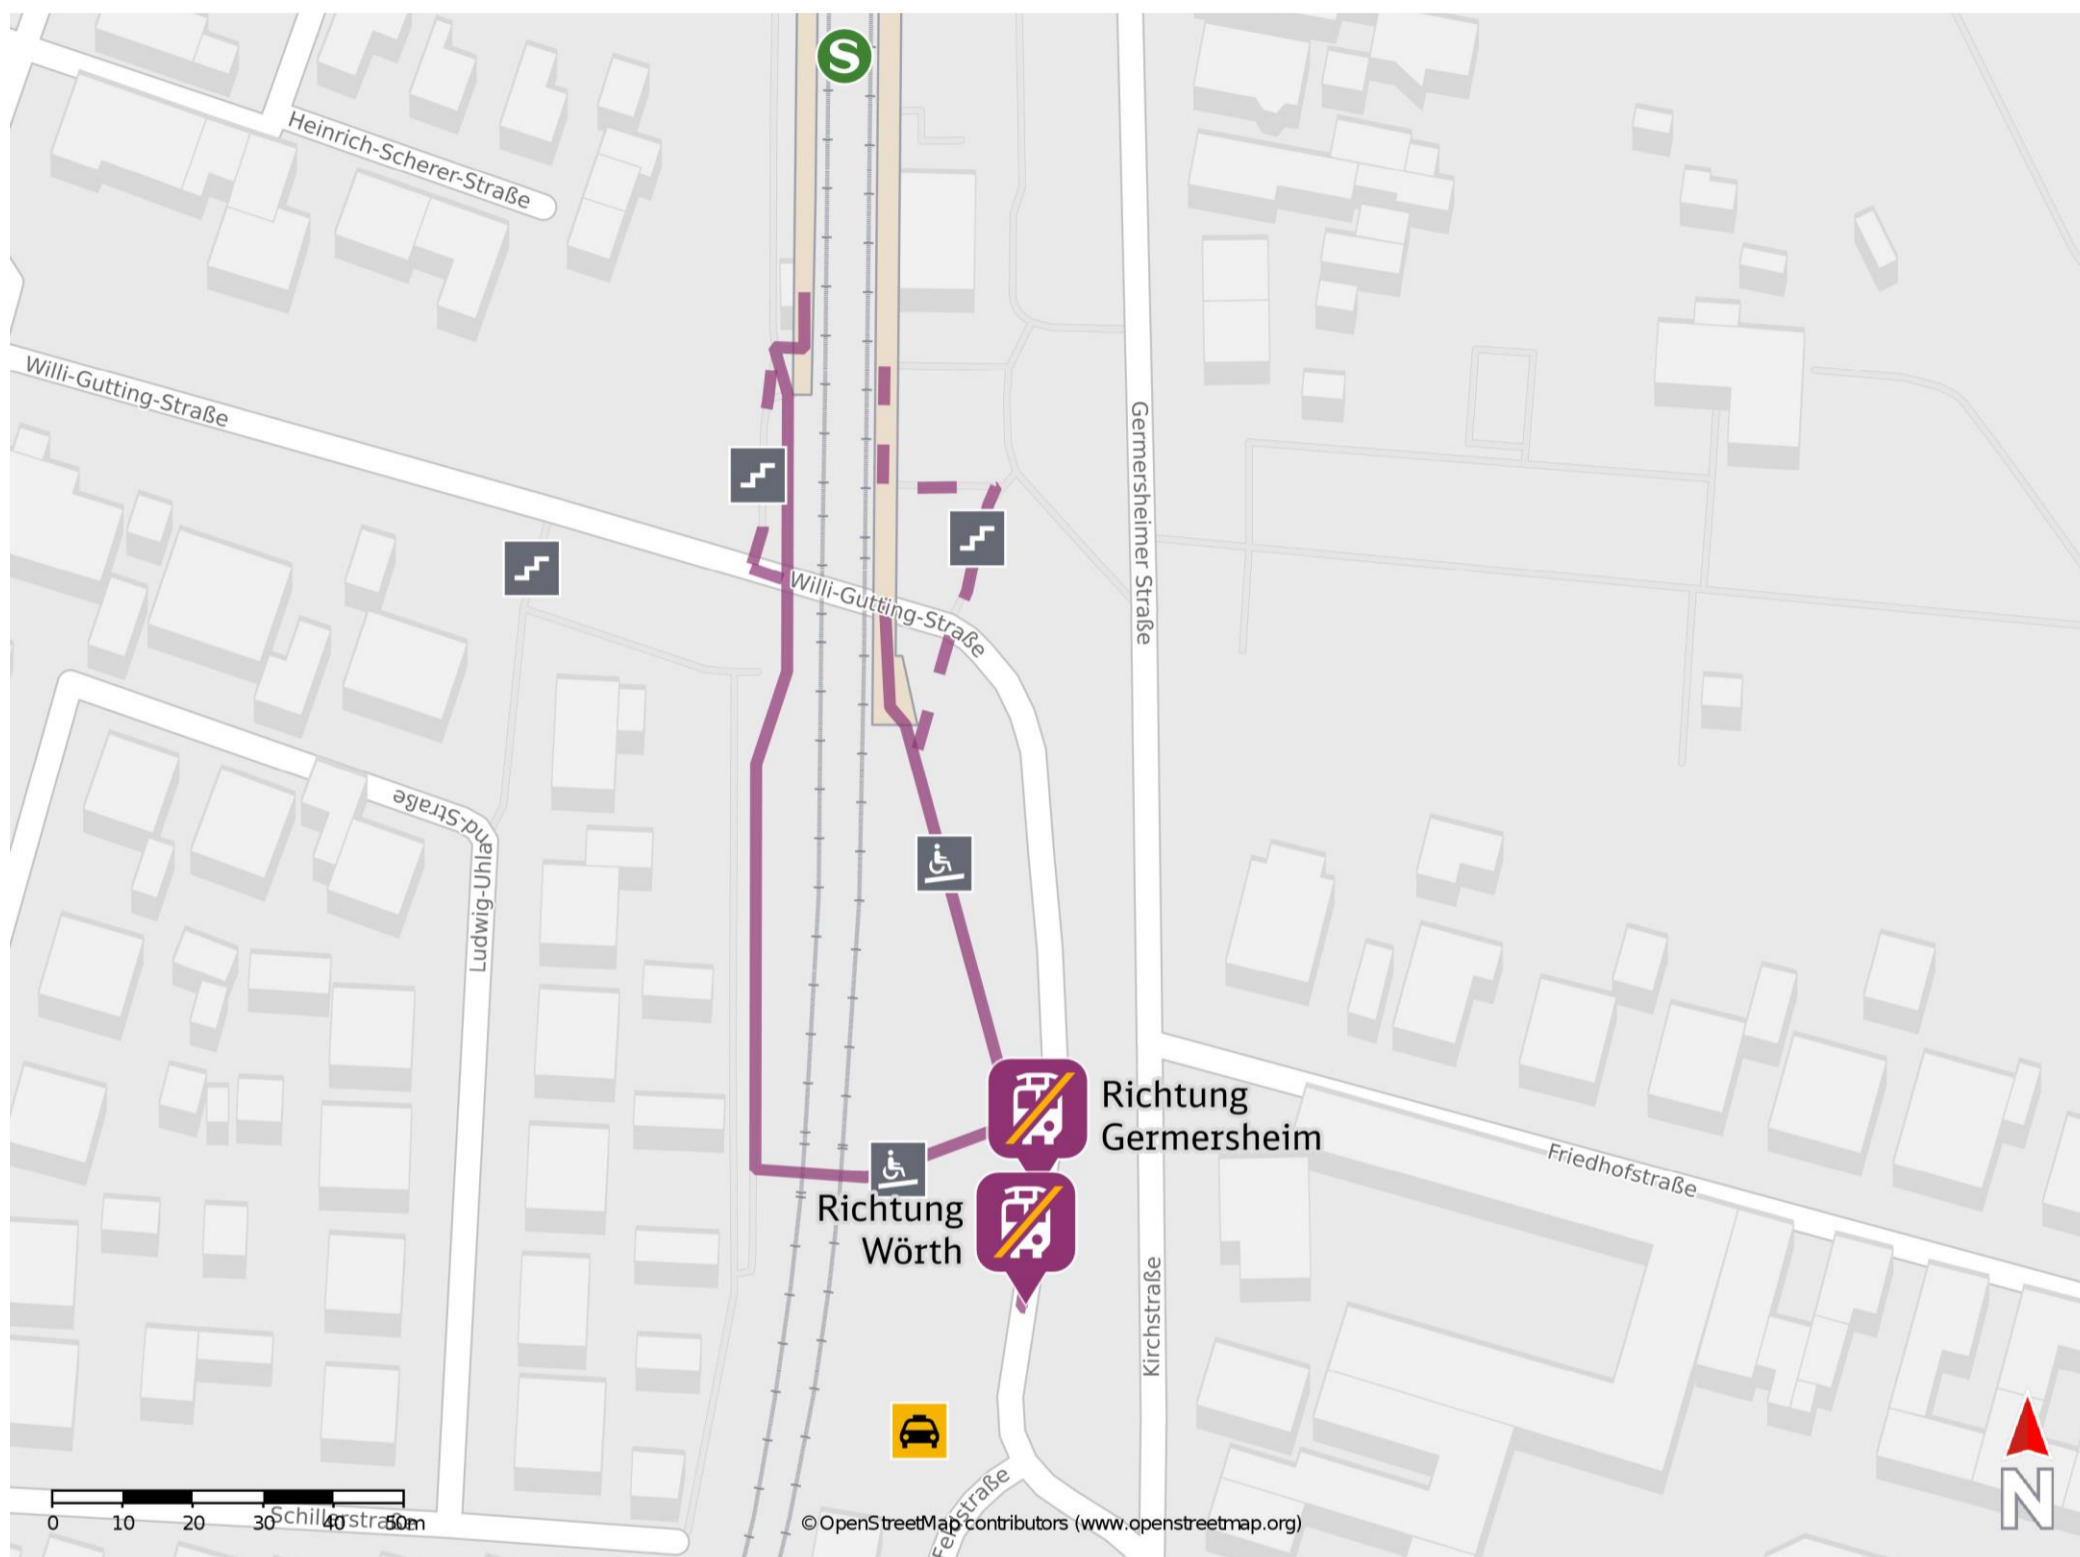 S
Heinrich-Scherer-Straße
Willi-Gutting-Straße
Germersheimer Straße
Willi-Gutting-Straße
Ludwig-Uhland-Straße
Richtung
Germersheim
Friedhofstraße
Richtung
Wörth
Kirchstraße
Feldstraße
Schillerstraße
0 10 20 30 40 50m
©OpenStreetMap contributors (www.openstreetmap.org)
N